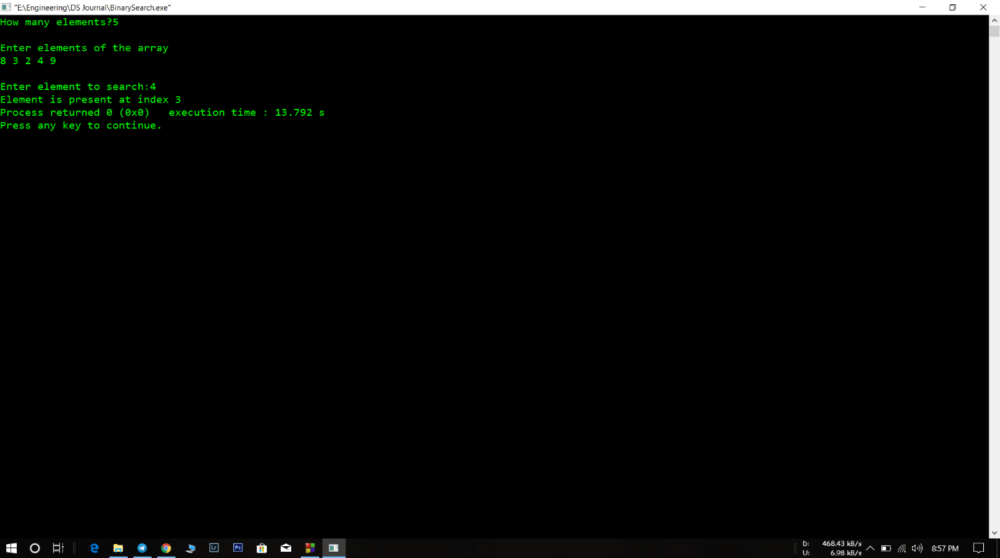 "E:\Engineering\DS Journal\BinarySearch.exe"
How many elements?5
Enter elements of the array
8 3 2 4 9
Enter element to search:4
Element is present at index 3
Process returned 0 (0x0)   execution time : 13.792 s
Press any key to continue.
Lr
Ps
D: 468.43 kB/s
U: 6.98 kB/s
8:57 PM